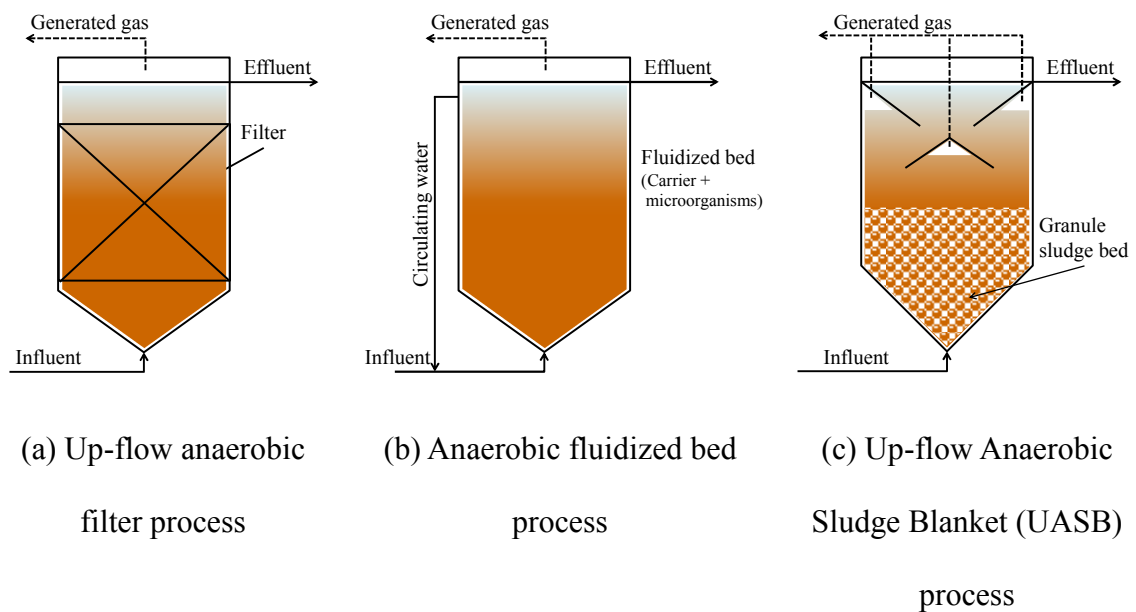 Generated gas
Effluent
Filter
Influent
(a) Up-flow anaerobic
filter process
Generated gas
Effluent
Fluidized bed
(Carrier +
microorganisms)
Circulating water
Influent
(b) Anaerobic fluidized bed
process
Generated gas
Effluent
Granule
sludge bed
Influent
(c) Up-flow Anaerobic
Sludge Blanket (UASB)
process